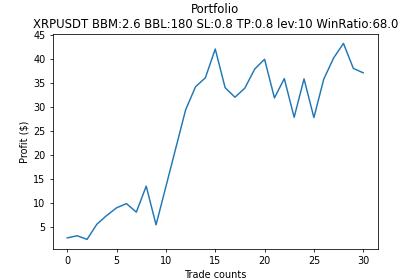 Portfolio
XRPUSDT BBM:2.6 BBL:180 SL:0.8 TP:0.8 lev:10 WinRatio:68.0
Profit ($)
45
40
35
30
25
20
15
10
5
0 5 10 15 20 25 30
Trade counts